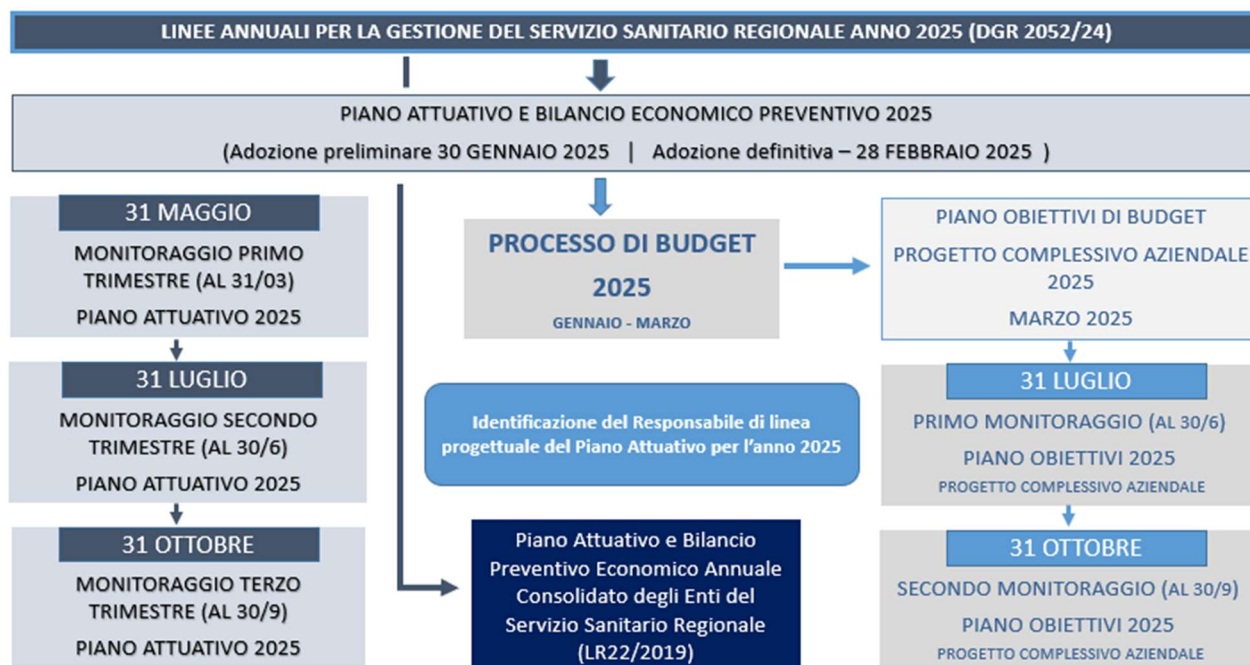 LINEE ANNUALI PER LA GESTIONE DEL SERVIZIO SANITARIO REGIONALE ANNO 2025 (DGR 2052/24)
PIANO ATTUATIVO E BILANCIO ECONOMICO PREVENTIVO 2025
(Adozione preliminare 30 GENNAIO 2025 | Adozione definitiva – 28 FEBBRAIO 2025 )
31 MAGGIO
MONITORAGGIO PRIMO
TRIMESTRE (AL 31/03)
PIANO ATTUATIVO 2025
31 LUGLIO
MONITORAGGIO SECONDO
TRIMESTRE (AL 30/6)
PIANO ATTUATIVO 2025
31 OTTOBRE
MONITORAGGIO TERZO
TRIMESTRE (AL 30/9)
PIANO ATTUATIVO 2025
PROCESSO DI BUDGET
2025
GENNAIO - MARZO
Identificazione del Responsabile di linea
progettuale del Piano Attuativo per l'anno 2025
Piano Attuativo e Bilancio
Preventivo Economico Annuale
Consolidato degli Enti del
Servizio Sanitario Regionale
(LR22/2019)
PIANO OBIETTIVI DI BUDGET
PROGETTO COMPLESSIVO AZIENDALE
2025
MARZO 2025
31 LUGLIO
PRIMO MONITORAGGIO (AL 30/6)
PIANO OBIETTIVI 2025
PROGETTO COMPLESSIVO AZIENDALE
31 OTTOBRE
SECONDO MONITORAGGIO (AL 30/9)
PIANO OBIETTIVI 2025
PROGETTO COMPLESSIVO AZIENDALE